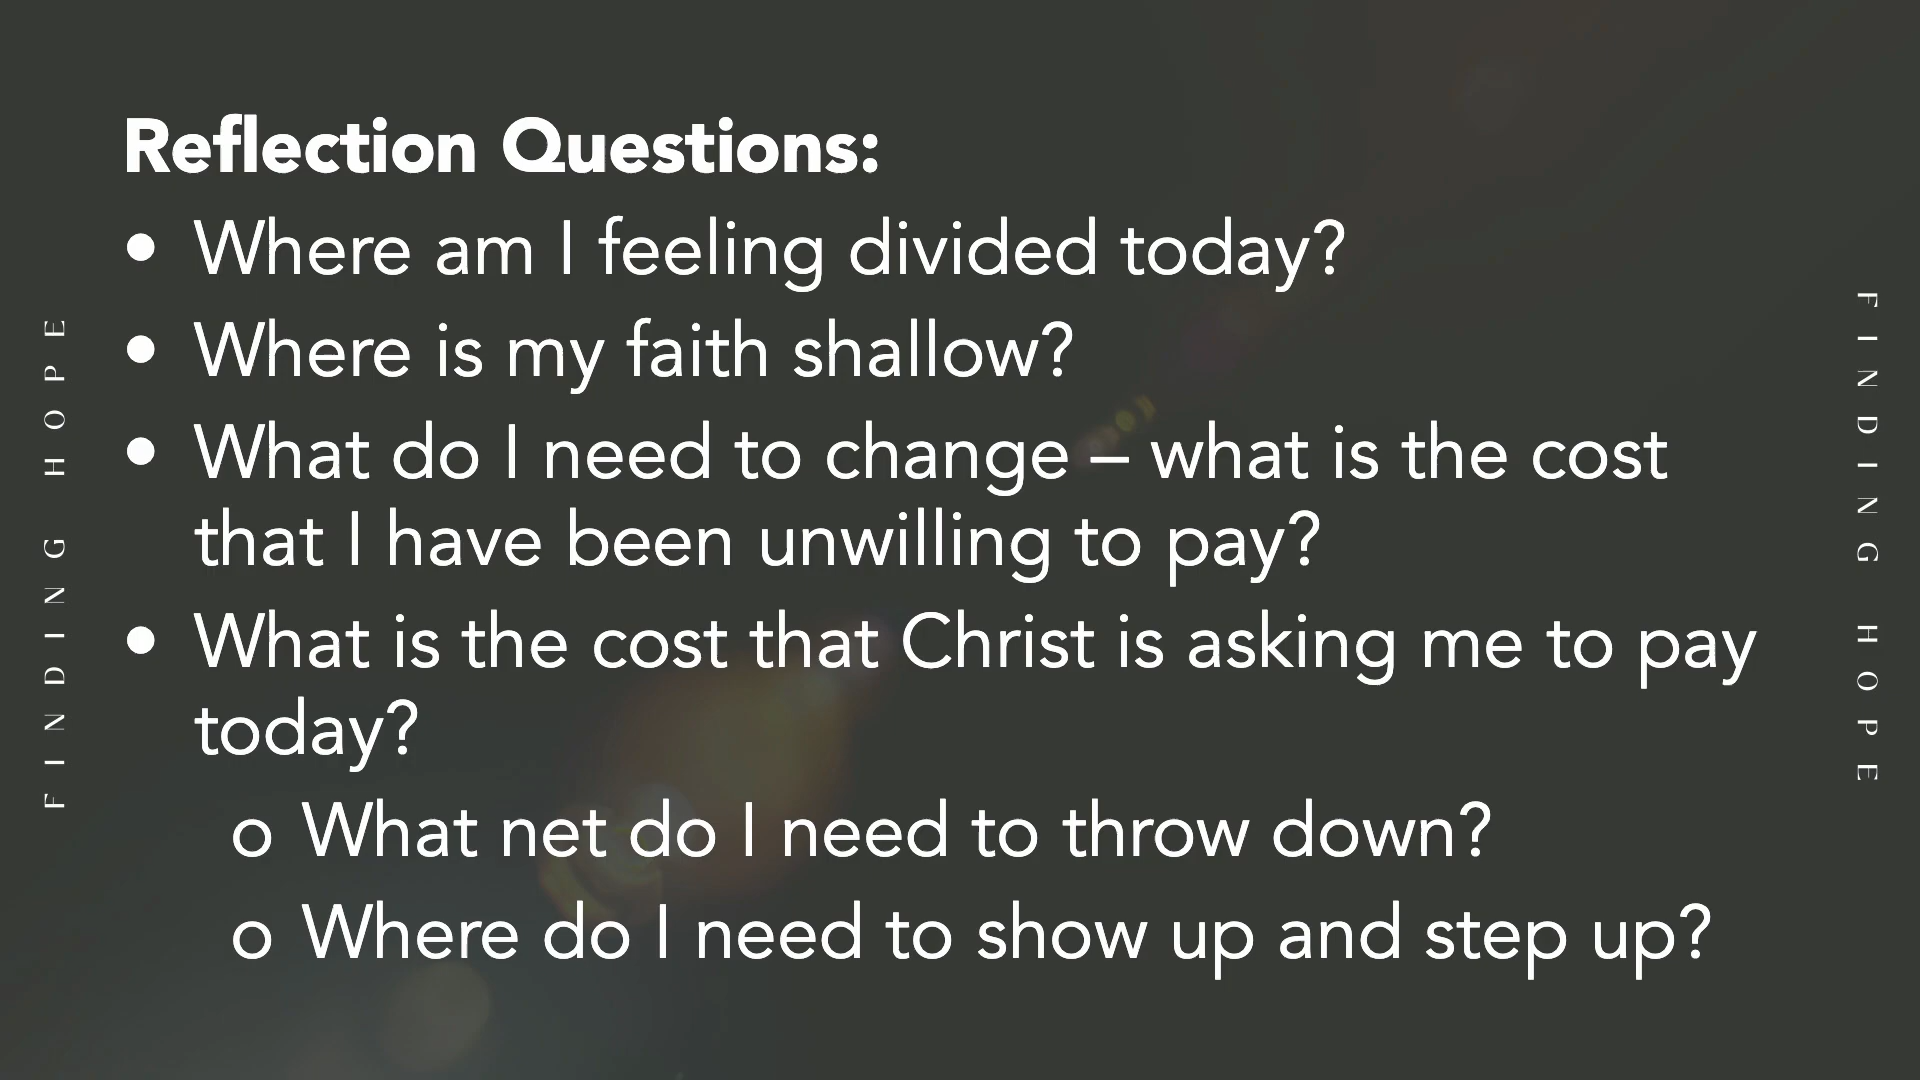 Reflection Questions:
• Where am I feeling divided today?
• Where is my faith shallow?
• What do I need to change – what is the cost
that I have been unwilling to pay?
• What is the cost that Christ is asking me to pay
today?
o What net do I need to throw down?
o Where do I need to show up and step up?
FINDING HOPE
FINDING HOPE